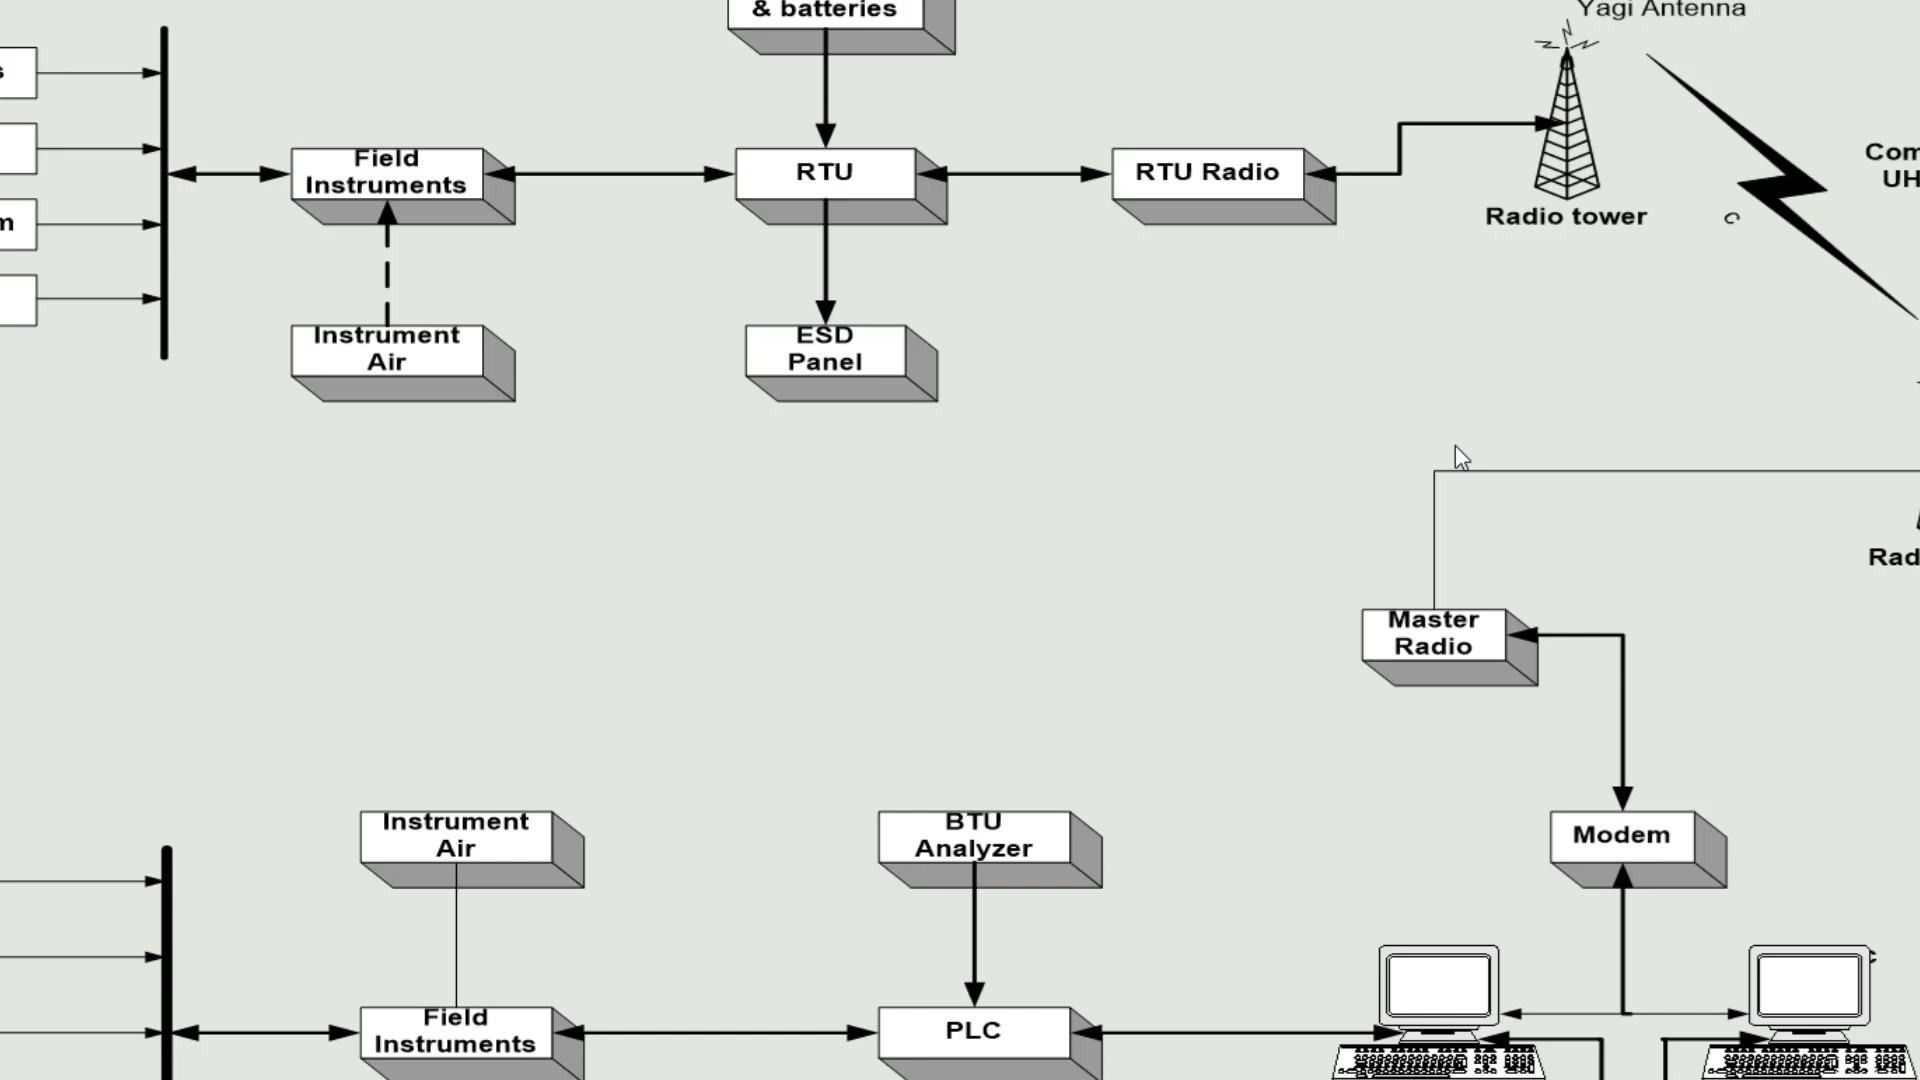 & batteries
Yagi Antenna
Field
Instruments
RTU
RTU Radio
Radio tower
Instrument
Air
ESD
Panel
Master
Radio
Modem
Instrument
Air
BTU
Analyzer
Field
Instruments
PLC